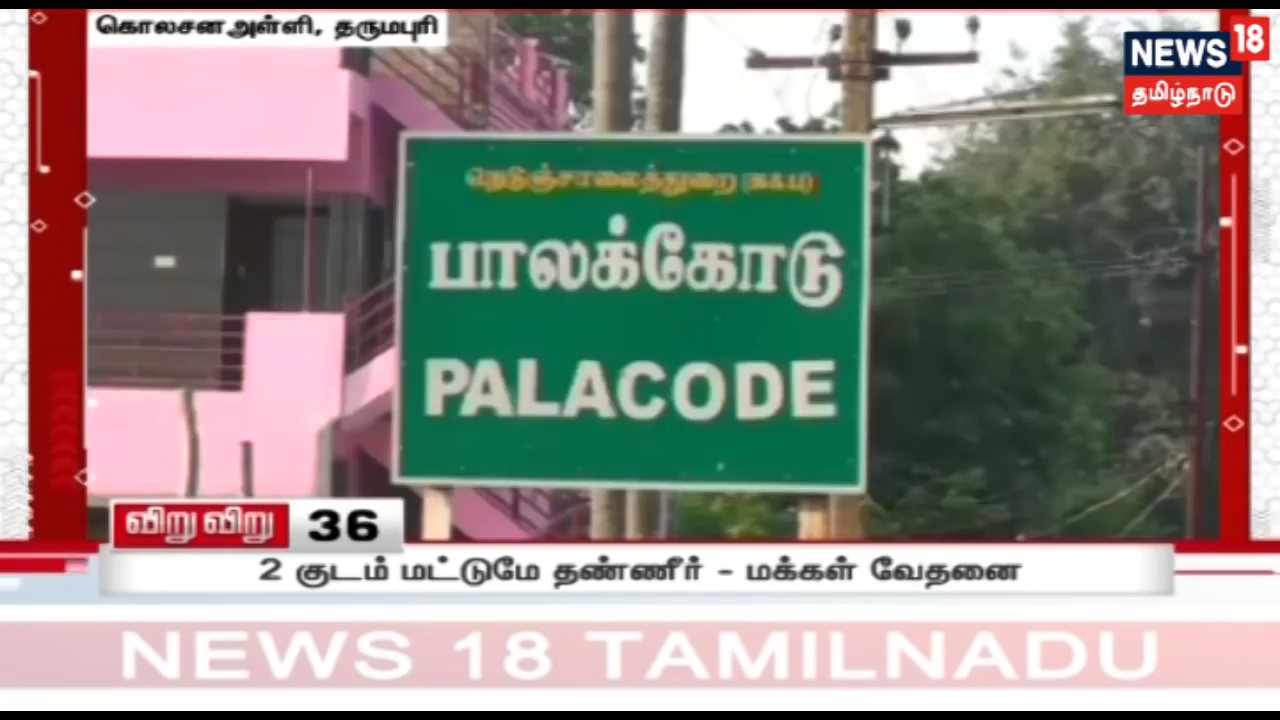 கொலசனஅள்ளி, தருமபுரி
NEWS 18
தமிழ்நாடு
நெடுஞ்சாலைத்துறை
பாலக்கோடு
PALACODE
விறு விறு 36
2 குடம் மட்டுமே தண்ணீர் - மக்கள் வேதனை
NEWS 18 TAMILNADU